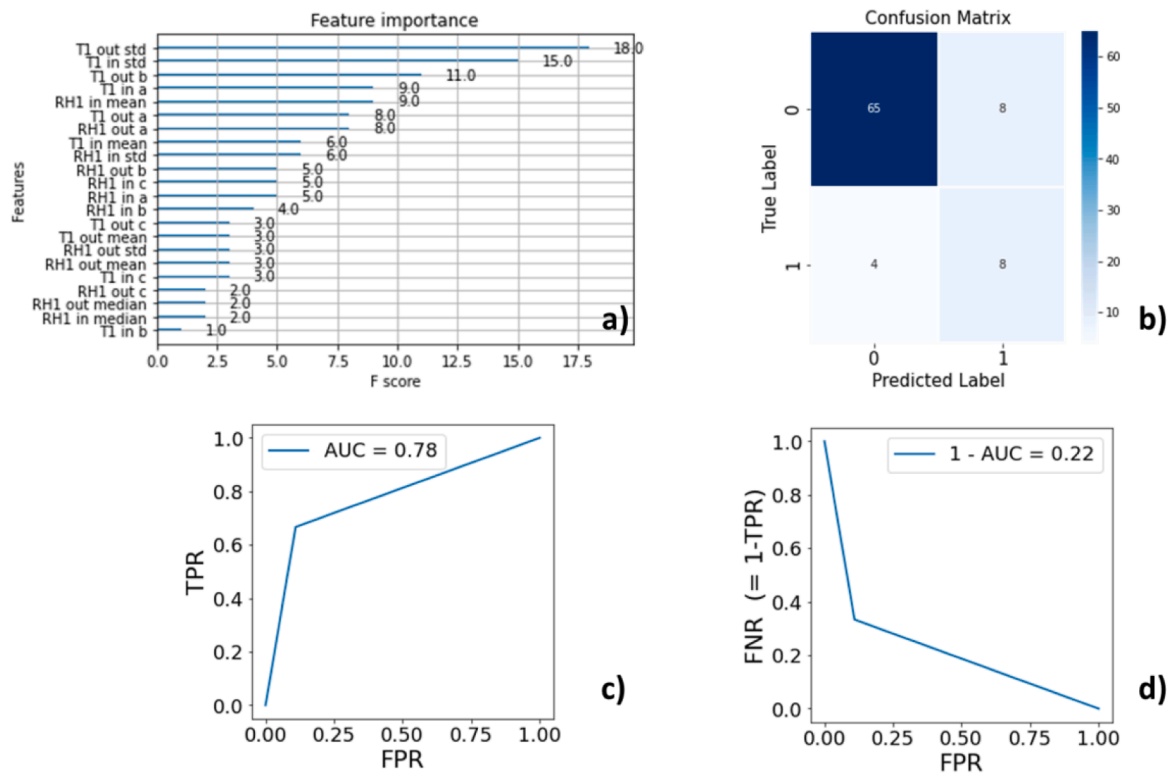 Feature importance
T1 out std
18.0
T1 in std
15.0
T1 out b
11.0
T1 in a
9.0
RH1 in mean
9.0
T1 out a
8.0
RH1 out a
8.0
T1 in mean
6.0
RH1 in std
6.0
RH1 out b
5.0
RH1 in c
5.0
RH1 in a
5.0
RH1 in b
4.0
T1 out c
3.0
T1 out mean
3.0
RH1 out std
3.0
RH1 out mean
3.0
T1 in c
3.0
RH1 out c
2.0
RH1 out median
2.0
RH1 in median
2.0
T1 in b
1.0
Features
0.0 2.5 5.0 7.5 10.0 12.5 15.0 17.5
F score
a)
Confusion Matrix
True Label
0
1
65 8
4 8
0 1
Predicted Label
60
50
40
30
20
10
b)
AUC = 0.78
TPR
1.0
0.8
0.6
0.4
0.2
0.0
0.00 0.25 0.50 0.75 1.00
FPR
c)
1 - AUC = 0.22
FNR (= 1-TPR)
1.0
0.8
0.6
0.4
0.2
0.0
0.00 0.25 0.50 0.75 1.00
FPR
d)